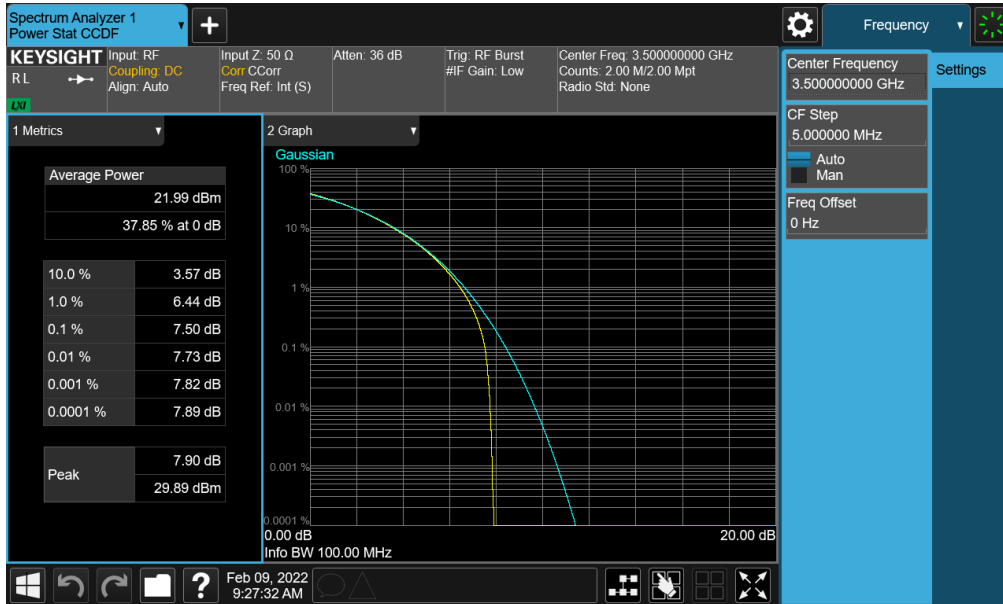 Spectrum Analyzer 1
Power Stat CCDF
Frequency
KEYSIGHT
R L
LXI
Input: RF
Coupling: DC
Align: Auto
Input Z: 50 Ω
Corr CCorr
Freq Ref: Int (S)
Atten: 36 dB
Trig: RF Burst
#IF Gain: Low
Center Freq: 3.500000000 GHz
Counts: 2.00 M/2.00 Mpt
Radio Std: None
Center Frequency
3.500000000 GHz
Settings
CF Step
5.000000 MHz
Auto
Man
Freq Offset
0 Hz
1 Metrics
Average Power
21.99 dBm
37.85 % at 0 dB
10.0 % 3.57 dB
1.0 % 6.44 dB
0.1 % 7.50 dB
0.01 % 7.73 dB
0.001 % 7.82 dB
0.0001 % 7.89 dB
Peak
7.90 dB
29.89 dBm
2 Graph
Gaussian
100 %
10 %
1 %
0.1 %
0.01 %
0.001 %
0.0001 %
0.00 dB 20.00 dB
Info BW 100.00 MHz
?
Feb 09, 2022
9:27:32 AM